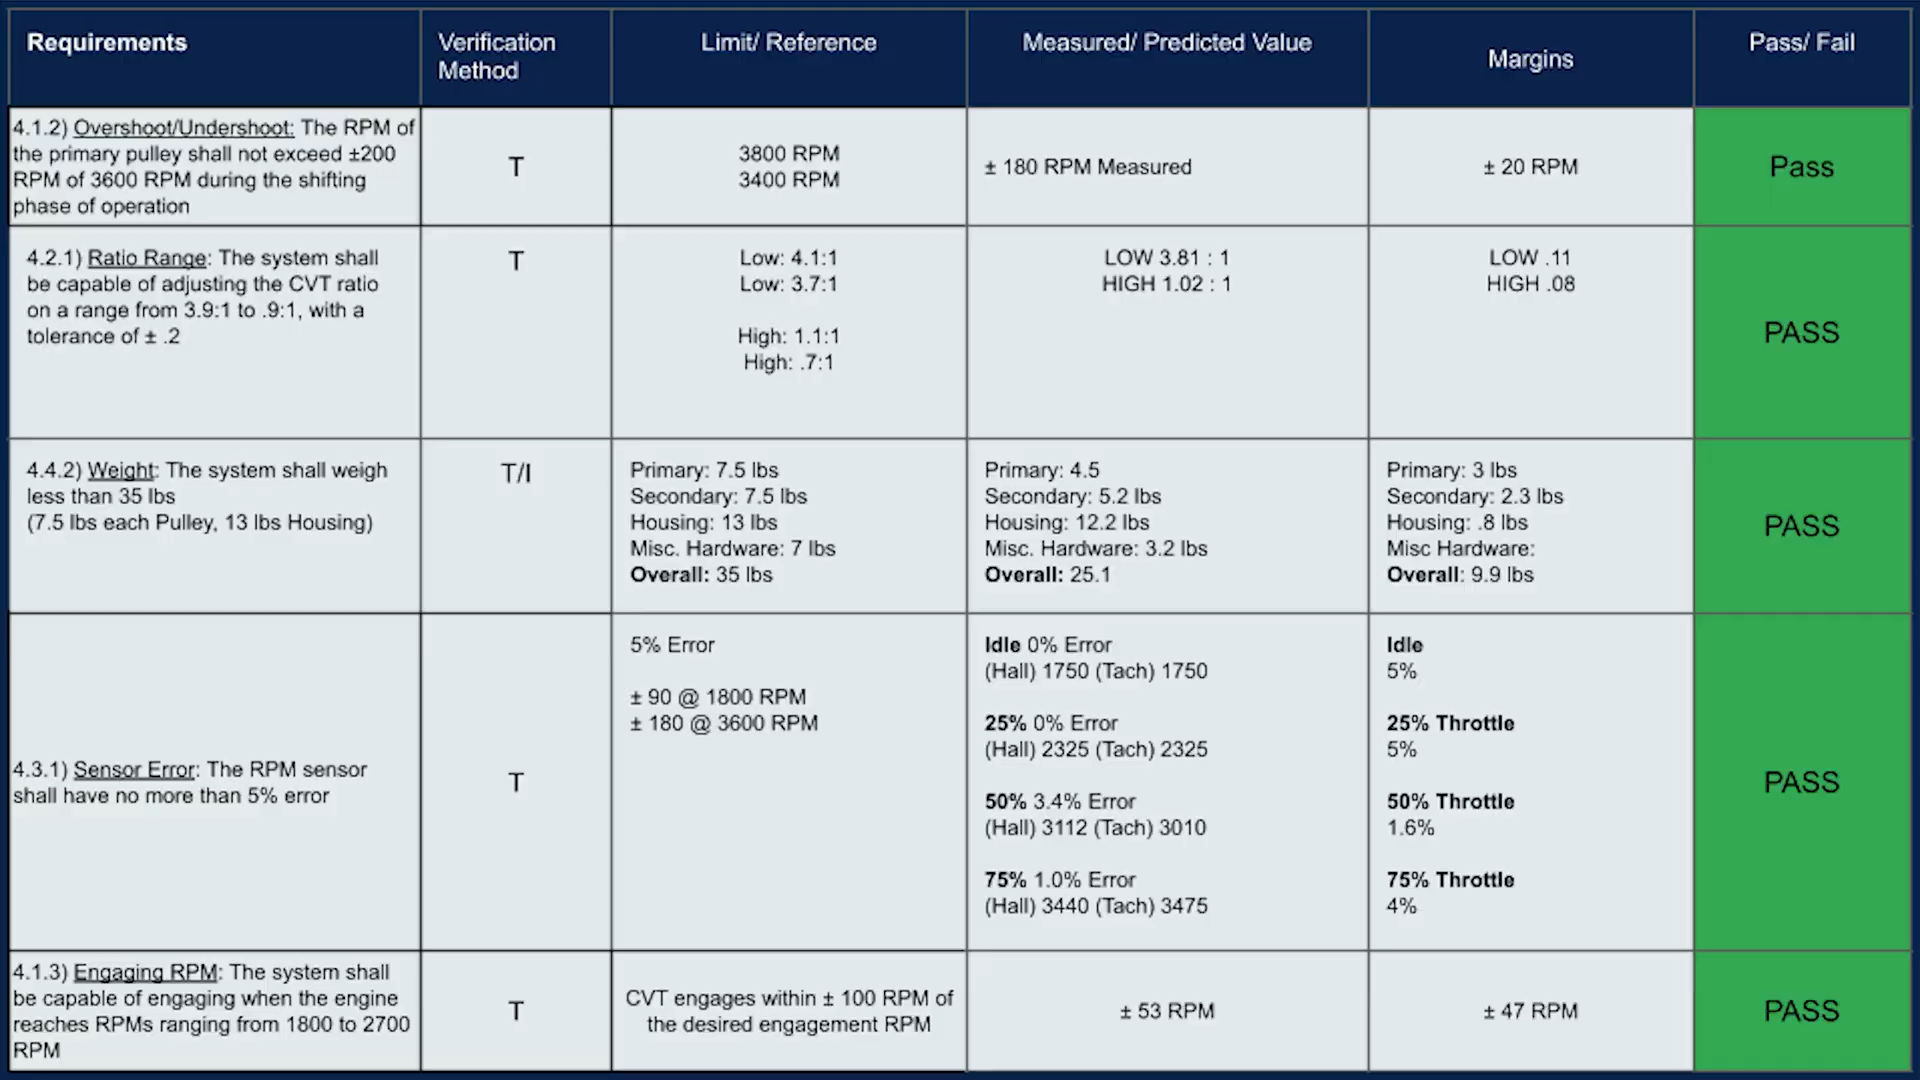 Requirements
Verification
Method
Limit/ Reference
Measured/ Predicted Value
Margins
Pass/ Fail
4.1.2) Overshoot/Undershoot: The RPM of
the primary pulley shall not exceed ±200
RPM of 3600 RPM during the shifting
phase of operation
T
3800 RPM
3400 RPM
± 180 RPM Measured
± 20 RPM
Pass
4.2.1) Ratio Range: The system shall
be capable of adjusting the CVT ratio
on a range from 3.9:1 to .9:1, with a
tolerance of ± .2
T
Low: 4.1:1
Low: 3.7:1
High: 1.1:1
High: .7:1
LOW 3.81 : 1
HIGH 1.02 : 1
LOW .11
HIGH .08
PASS
4.4.2) Weight: The system shall weigh
less than 35 lbs
(7.5 lbs each Pulley, 13 lbs Housing)
T/I
Primary: 7.5 lbs
Secondary: 7.5 lbs
Housing: 13 lbs
Misc. Hardware: 7 lbs
Overall: 35 lbs
Primary: 4.5
Secondary: 5.2 lbs
Housing: 12.2 lbs
Misc. Hardware: 3.2 lbs
Overall: 25.1
Primary: 3 lbs
Secondary: 2.3 lbs
Housing: .8 lbs
Misc Hardware:
Overall: 9.9 lbs
PASS
4.3.1) Sensor Error: The RPM sensor
shall have no more than 5% error
T
5% Error
± 90 @ 1800 RPM
± 180 @ 3600 RPM
Idle 0% Error
(Hall) 1750 (Tach) 1750
25% 0% Error
(Hall) 2325 (Tach) 2325
50% 3.4% Error
(Hall) 3112 (Tach) 3010
75% 1.0% Error
(Hall) 3440 (Tach) 3475
Idle
5%
25% Throttle
5%
50% Throttle
1.6%
75% Throttle
4%
PASS
4.1.3) Engaging RPM: The system shall
be capable of engaging when the engine
reaches RPMs ranging from 1800 to 2700
RPM
T
CVT engages within ± 100 RPM of
the desired engagement RPM
± 53 RPM
± 47 RPM
PASS